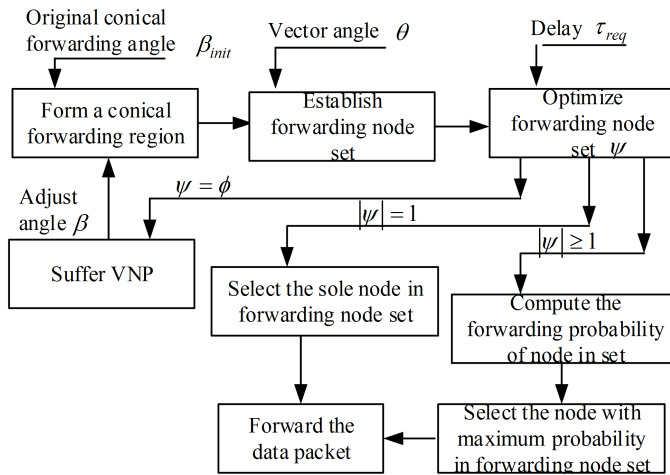 Original conical
forwarding angle β_init
Vector angle θ
Delay τ_req
Form a conical
forwarding region
Establish
forwarding node
set
Optimize
forwarding node
set ψ
ψ = ϕ
Adjust
angle β
|ψ| = 1
|ψ| ≥ 1
Suffer VNP
Select the sole node in
forwarding node set
Compute the
forwarding probability
of node in set
Forward the
data packet
Select the node with
maximum probability
in forwarding node set